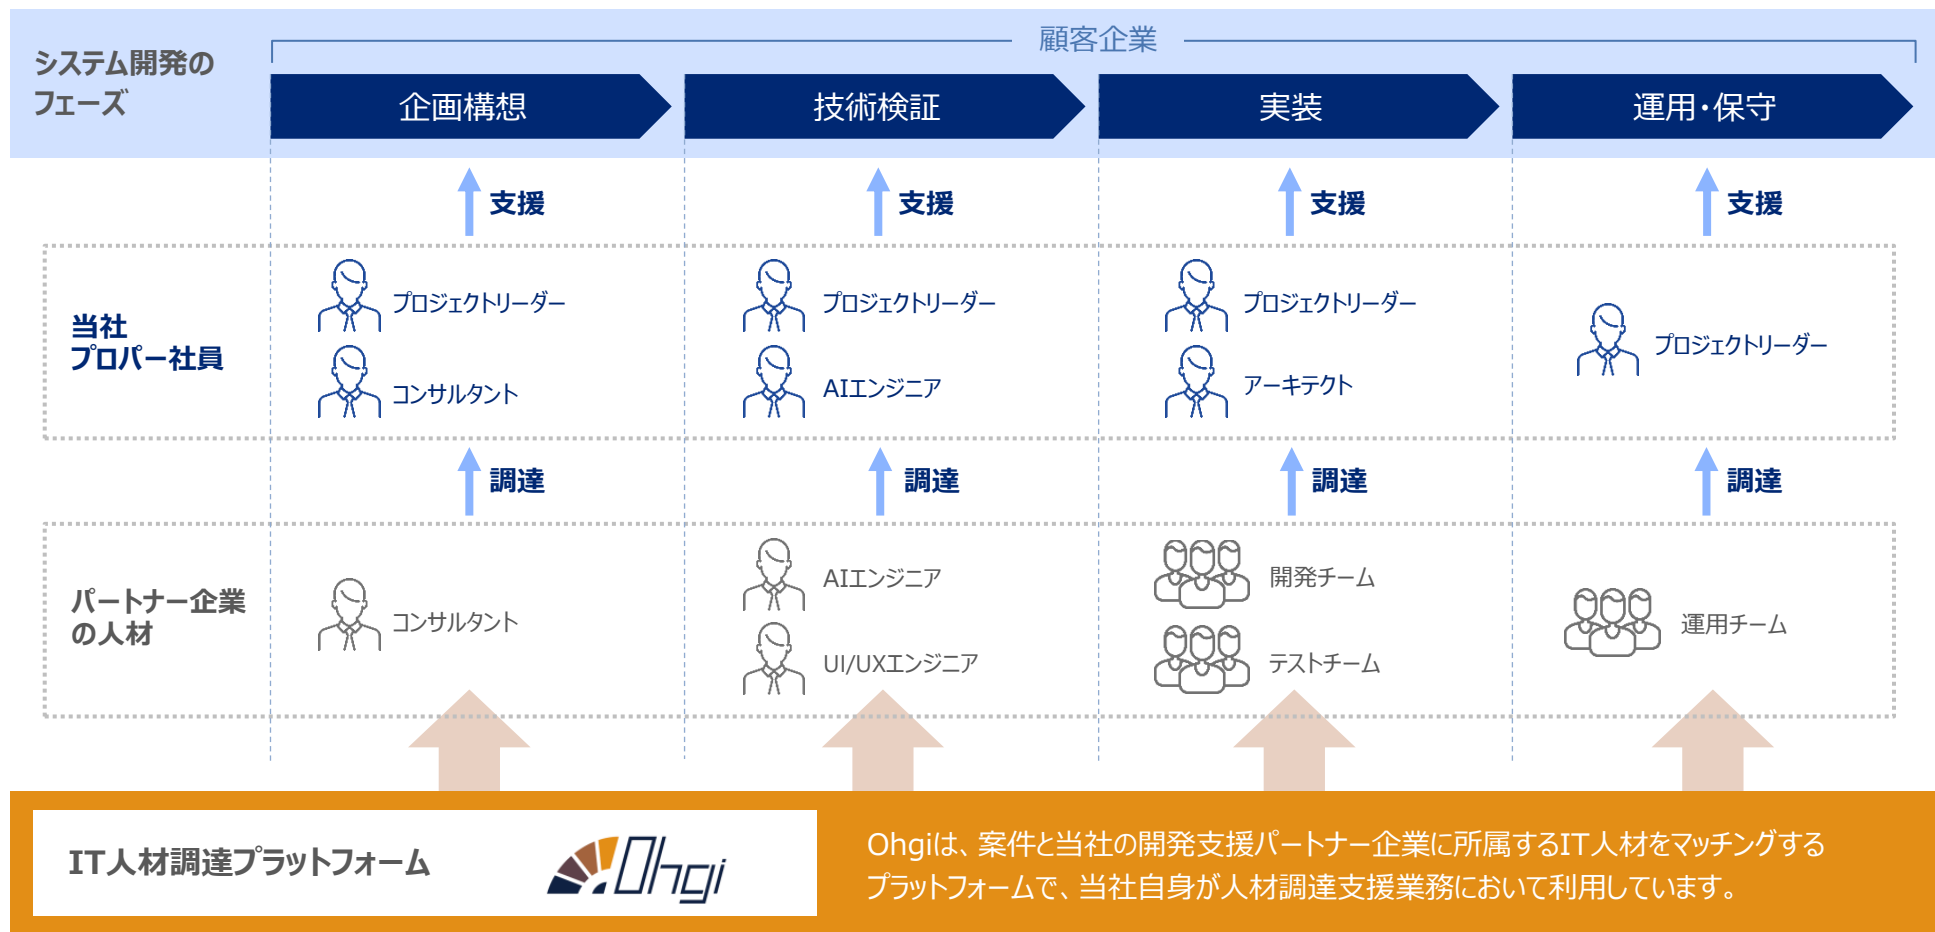 顧客企業
システム開発の
フェーズ
企画構想
技術検証
実装
運用・保守
支援
支援
支援
支援
当社
プロパー社員
プロジェクトリーダー
コンサルタント
プロジェクトリーダー
AIエンジニア
プロジェクトリーダー
アーキテクト
プロジェクトリーダー
調達
調達
調達
調達
パートナー企業
の人材
コンサルタント
AIエンジニア
UI/UXエンジニア
開発チーム
テストチーム
運用チーム
IT人材調達プラットフォーム
Ohgi
Ohgiは、案件と当社の開発支援パートナー企業に所属するIT人材をマッチングする
プラットフォームで、当社自身が人材調達支援業務において利用しています。